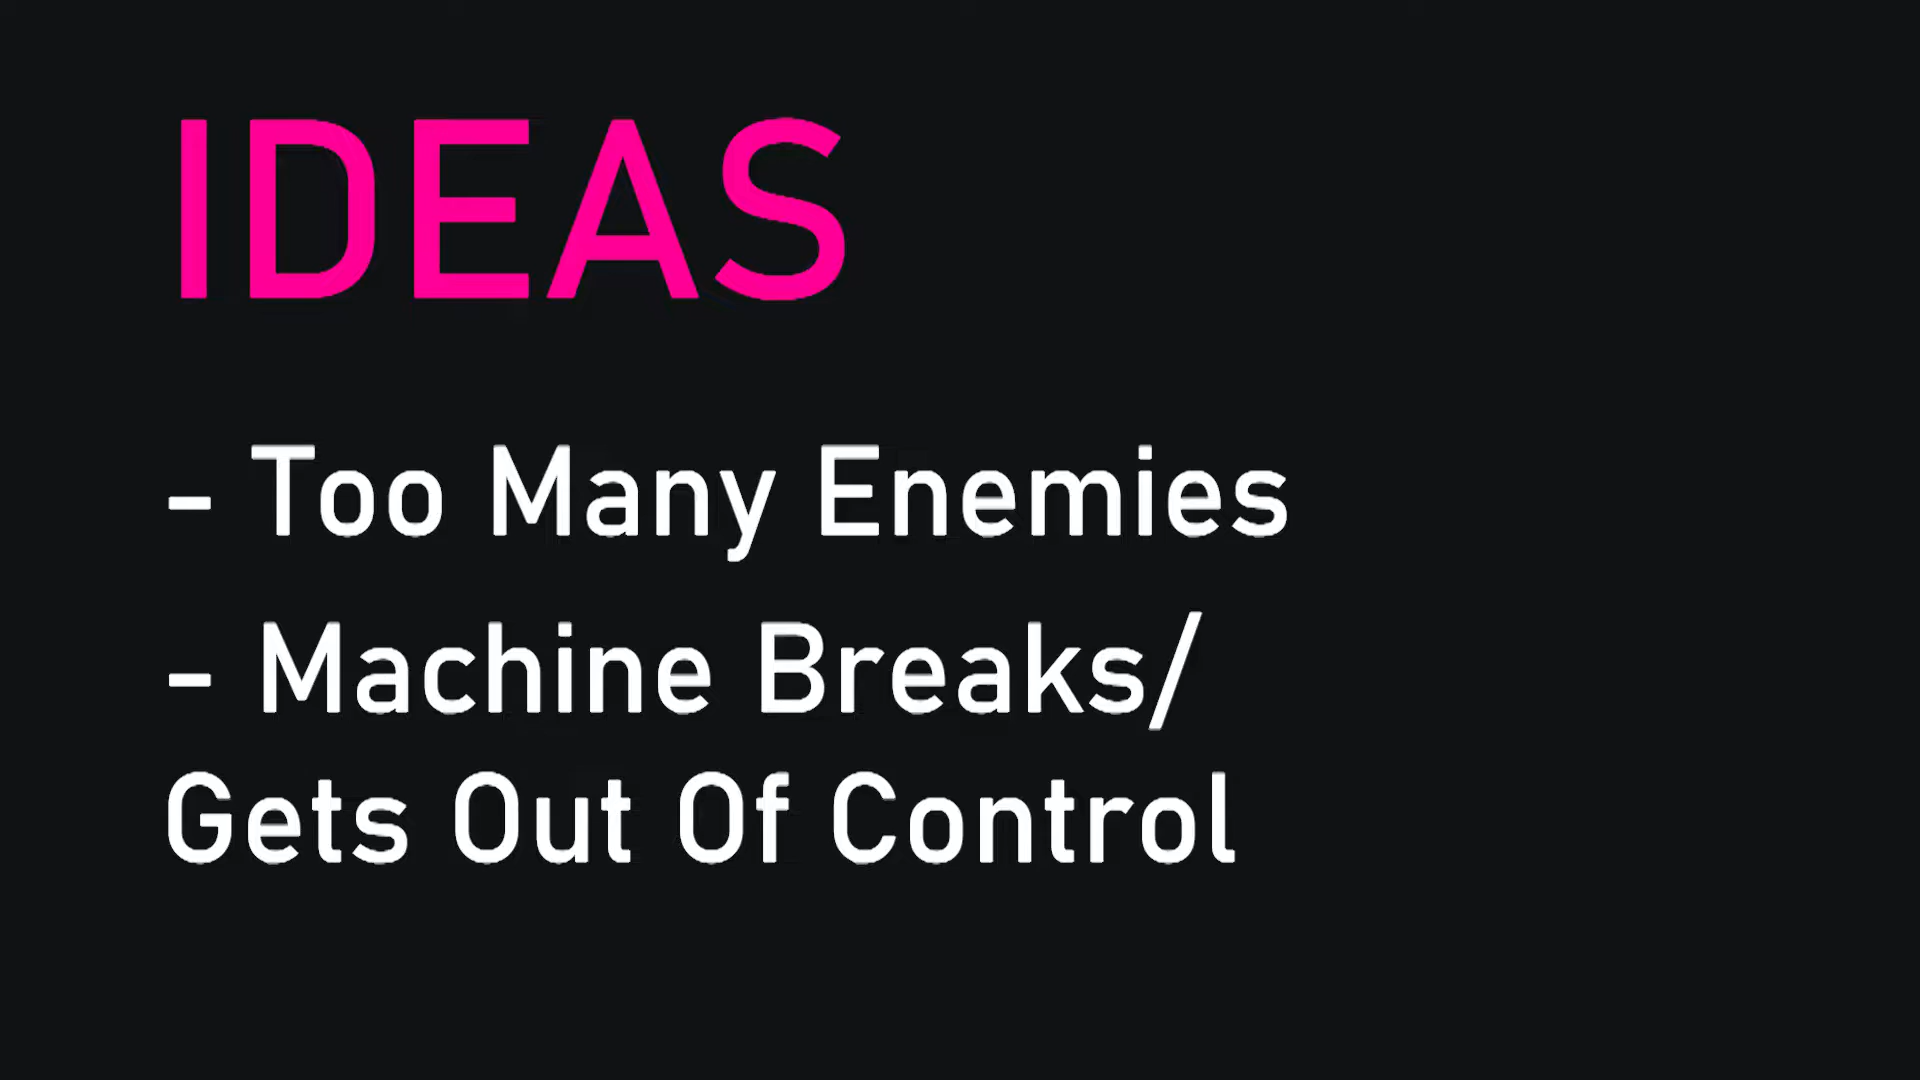 IDEAS
- Too Many Enemies
- Machine Breaks/
Gets Out Of Control